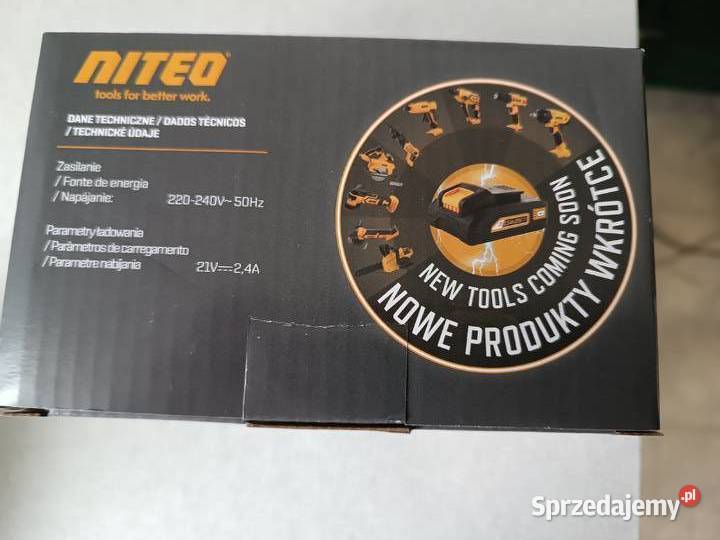 NITEO
tools for better work.
DANE TECHNICZNE / DADOS TÉCNICOS
/ TECHNICKÉ ÚDAJE
Zasilanie
/ Fonte de energia
/ Napájanie: 220-240V~ 50Hz
Parametry ładowania
/ Parâmetros de carregamento
/ Parametre nabíjania 21V⎓2,4A
NEW TOOLS COMING SOON
NOWE PRODUKTY WKRÓTCE
Sprzedajemy.pl